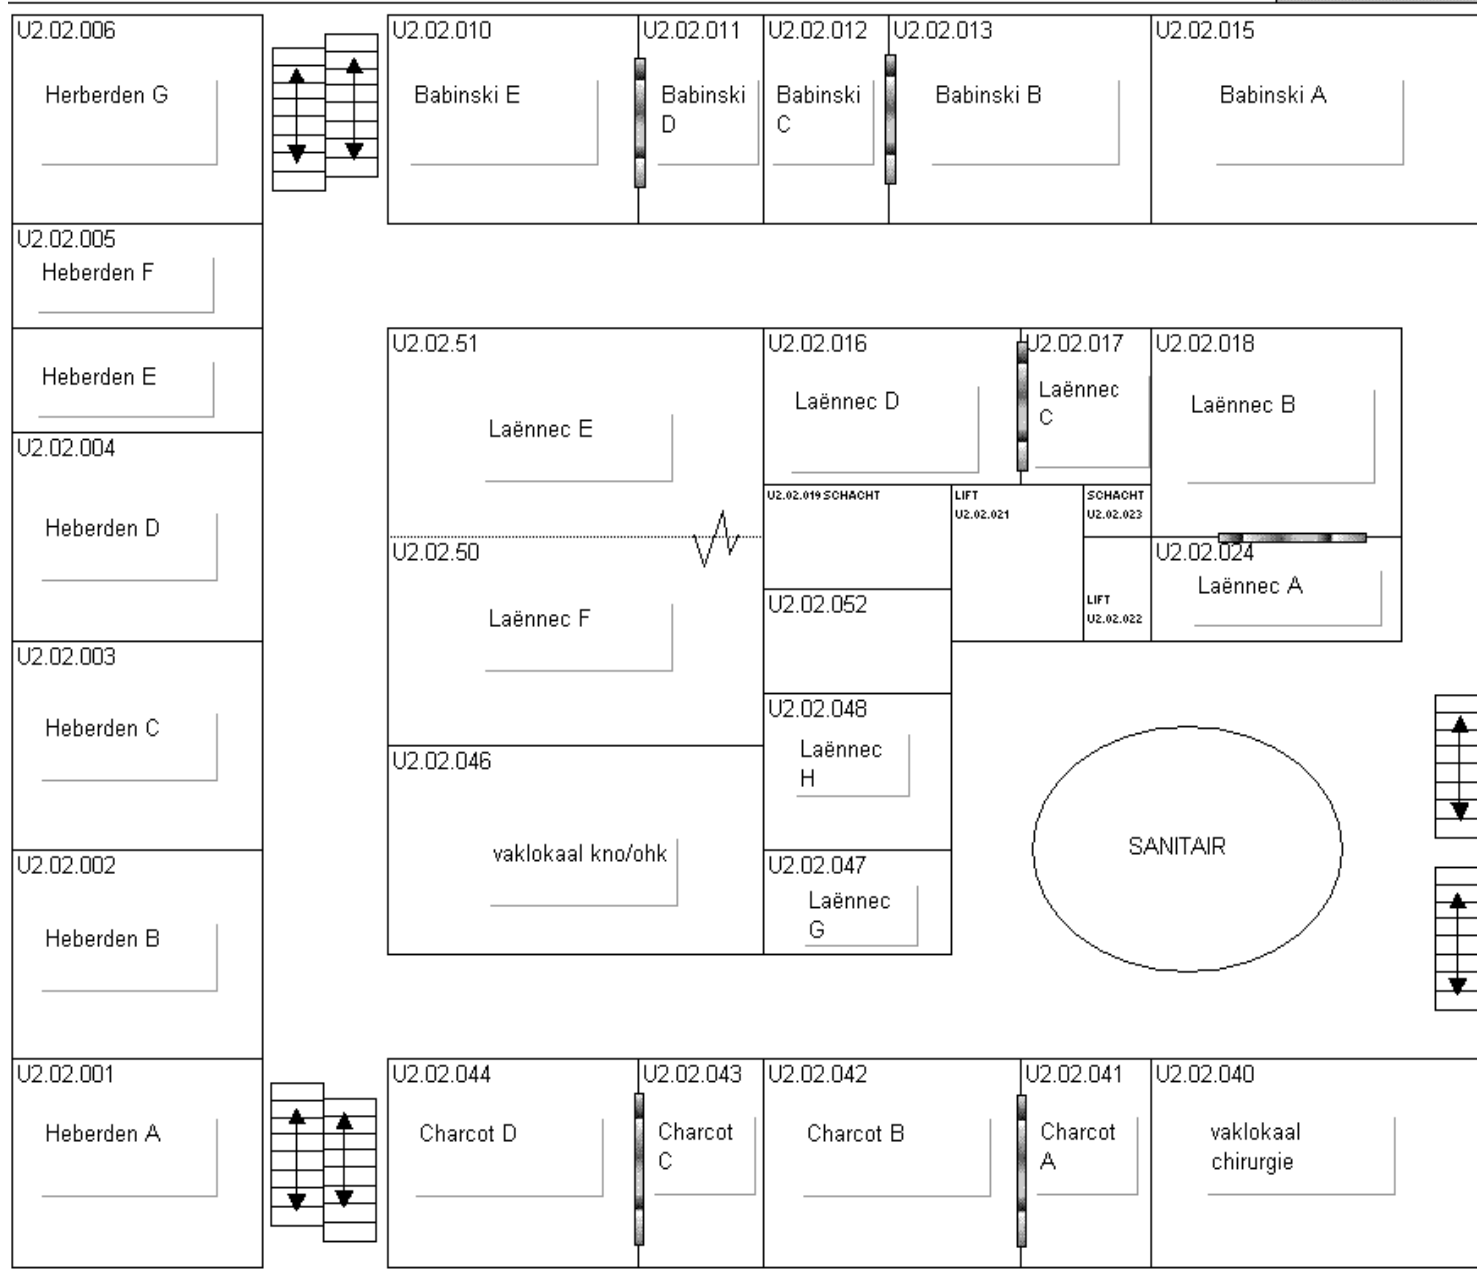 U2.02.006
Herberden G
U2.02.010
Babinski E
U2.02.011
Babinski
D
U2.02.012
Babinski
C
U2.02.013
Babinski B
U2.02.015
Babinski A
U2.02.005
Heberden F
Heberden E
U2.02.004
Heberden D
U2.02.003
Heberden C
U2.02.002
Heberden B
U2.02.001
Heberden A
U2.02.51
Laënnec E
U2.02.50
Laënnec F
U2.02.046
vaklokaal kno/ohk
U2.02.016
Laënnec D
U2.02.017
Laënnec
C
U2.02.018
Laënnec B
U2.02.019 SCHACHT
LIFT
U2.02.021
SCHACHT
U2.02.023
LIFT
U2.02.022
U2.02.024
Laënnec A
U2.02.052
U2.02.048
Laënnec
H
U2.02.047
Laënnec
G
SANITAIR
U2.02.044
Charcot D
U2.02.043
Charcot
C
U2.02.042
Charcot B
U2.02.041
Charcot
A
U2.02.040
vaklokaal
chirurgie